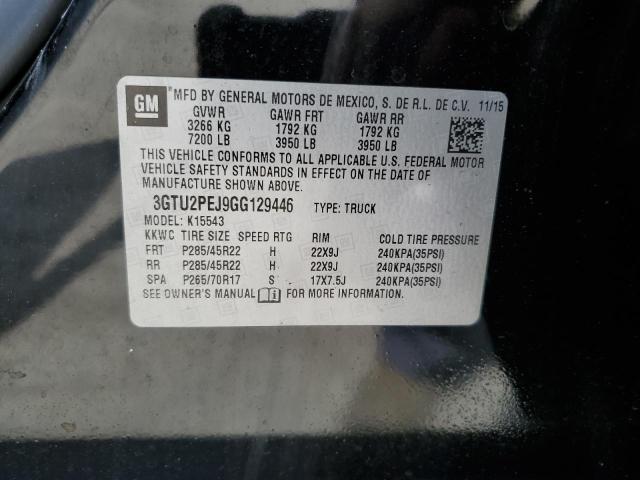 GM *MFD BY GENERAL MOTORS DE MEXICO, S. DE R.L. DE C.V. 11/15
GVWR GAWR FRT GAWR RR
3266 KG 1792 KG 1792 KG
7200 LB 3950 LB 3950 LB
THIS VEHICLE CONFORMS TO ALL APPLICABLE U.S. FEDERAL MOTOR
VEHICLE SAFETY STANDARDS IN EFFECT ON THE DATE OF
MANUFACTURE SHOWN ABOVE.
3GTU2PEJ9GG129446 TYPE: TRUCK
MODEL: K15543
KKWC TIRE SIZE SPEED RTG RIM COLD TIRE PRESSURE
FRT P285/45R22 H 22X9J 240KPA(35PSI)
RR P285/45R22 H 22X9J 240KPA(35PSI)
SPA P265/70R17 S 17X7.5J 240KPA(35PSI)
SEE OWNER'S MANUAL FOR MORE INFORMATION.